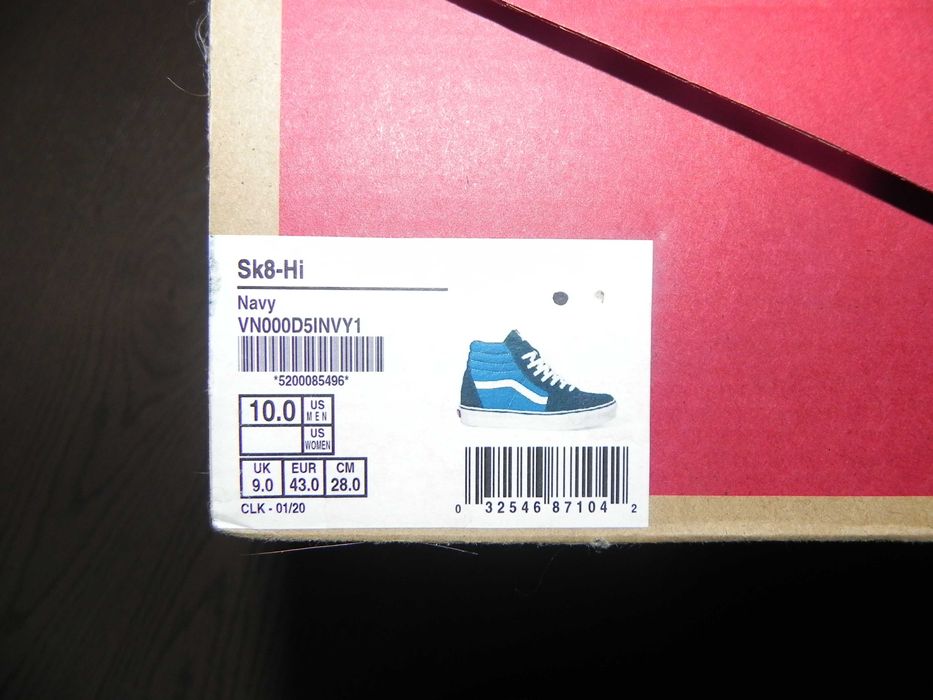 Sk8-Hi
Navy
VN000D5INVY1
*5200085496*
10.0 US MEN
US WOMEN
UK EUR CM
9.0 43.0 28.0
CLK - 01/20
0 32546 87104 2